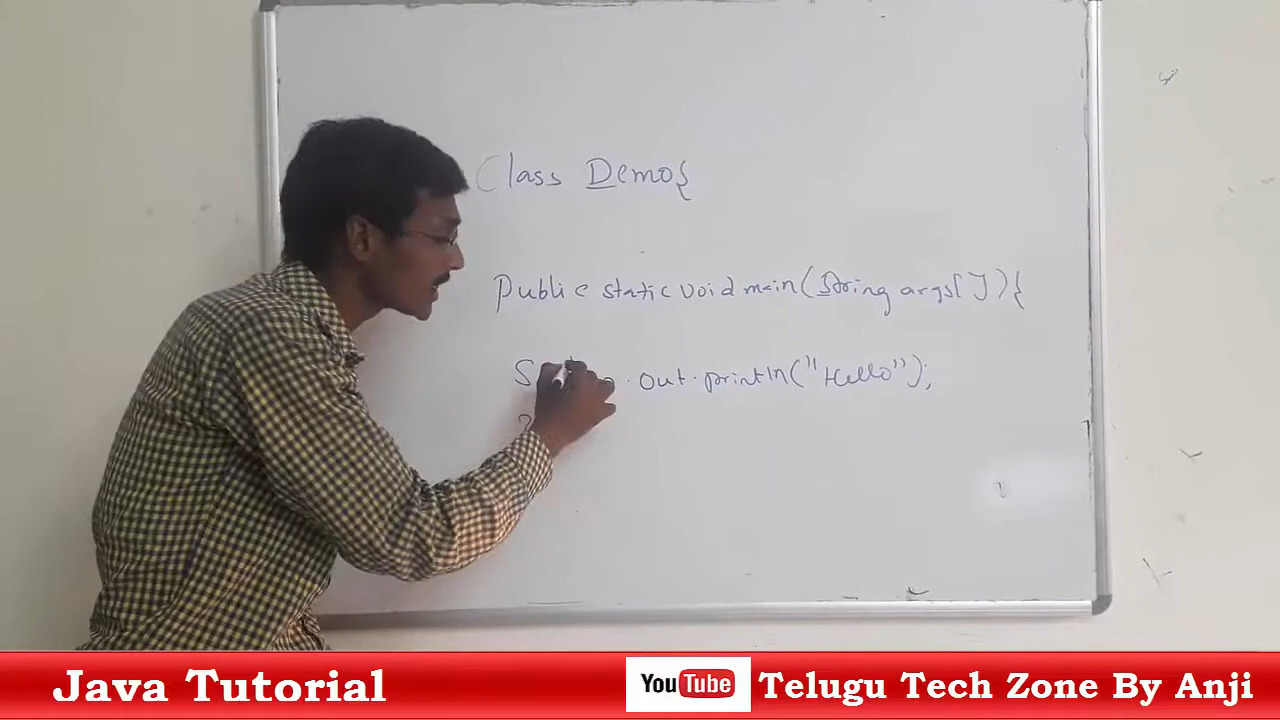 Class Demo{
Public static void main(String args[]){
S . out.println("Hello");
}
Java Tutorial
YouTube Telugu Tech Zone By Anji